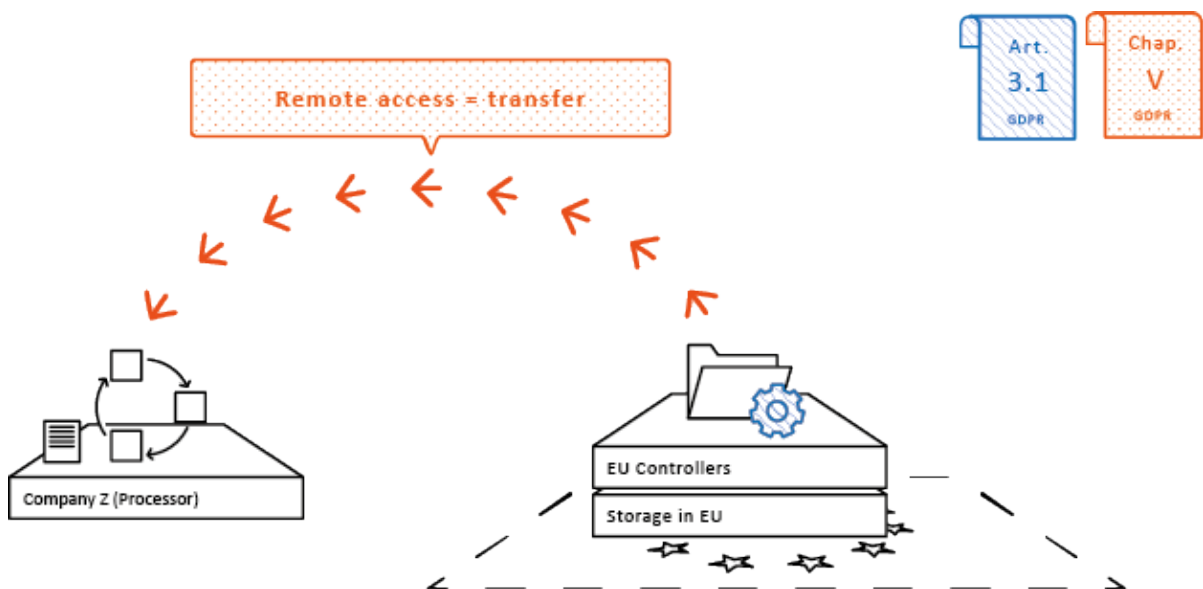 Art.
3.1
GDPR
Chap.
V
GDPR
Remote access = transfer
Company Z (Processor)
EU Controllers
Storage in EU